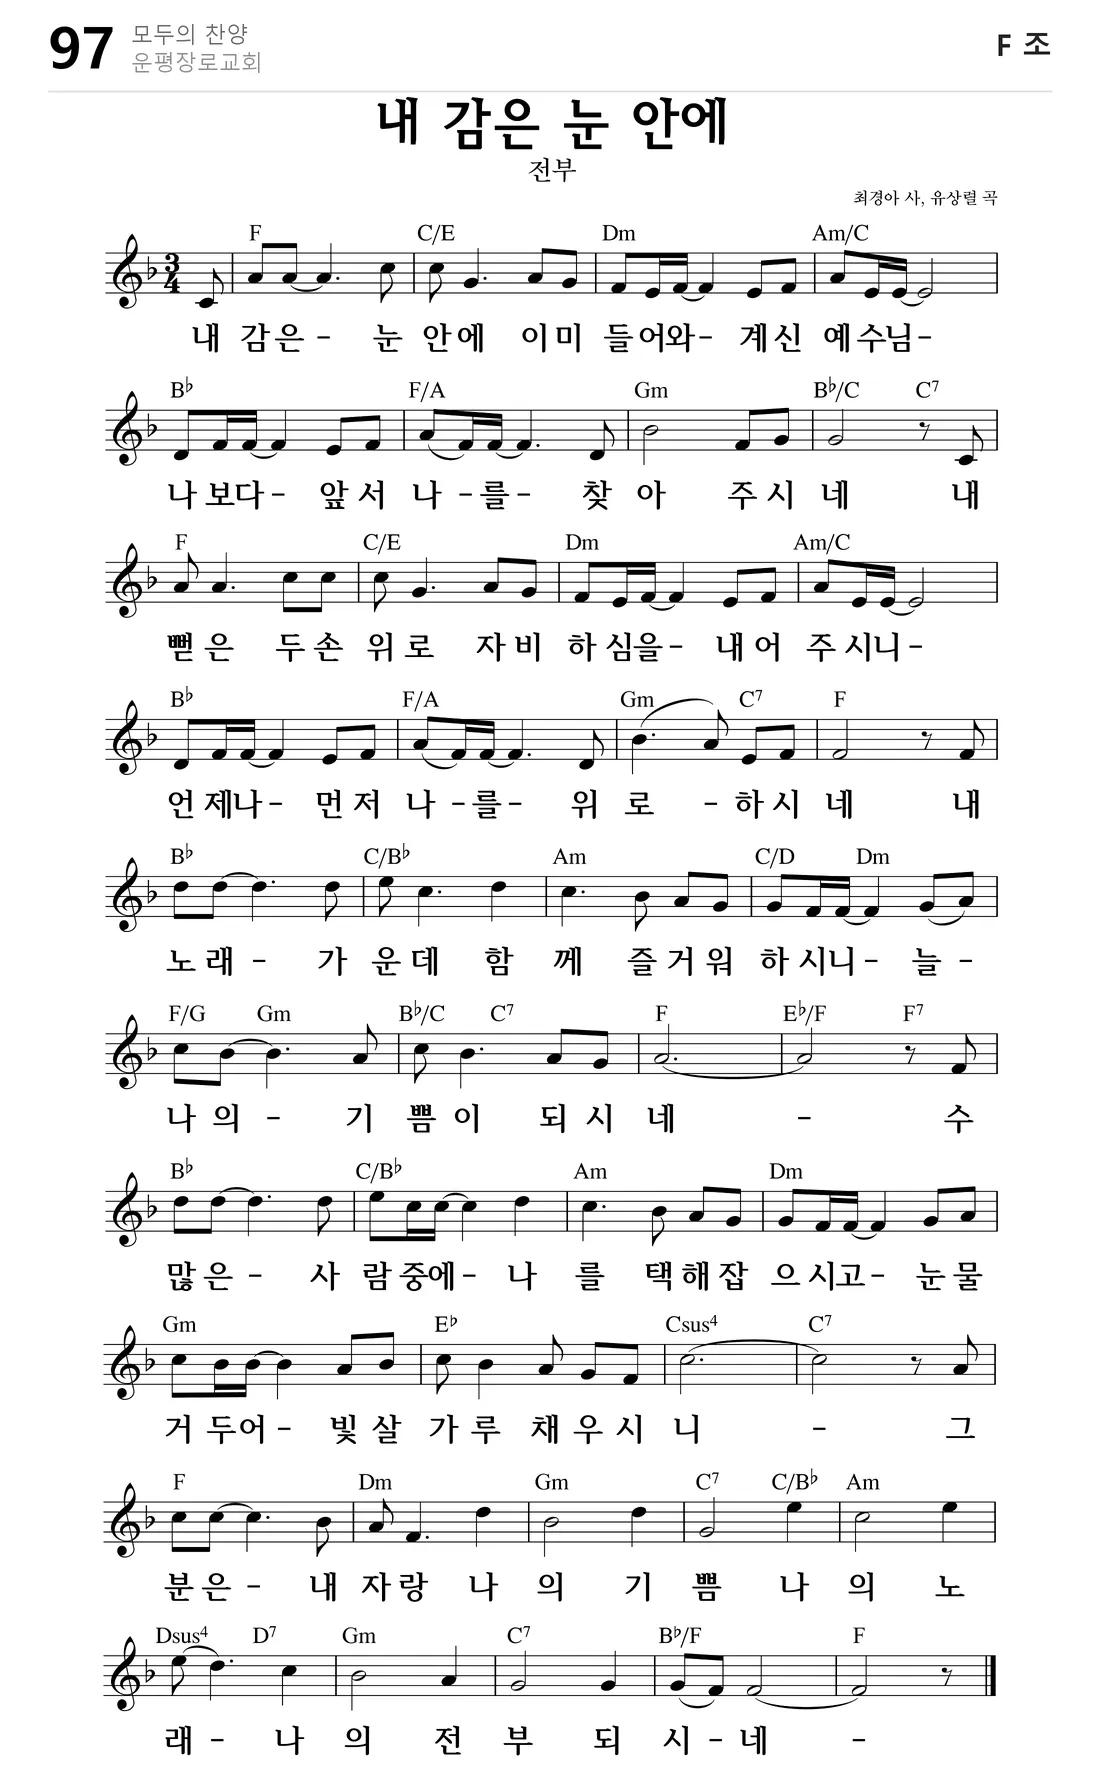 97 모두의 찬양
운평장로교회
F 조
내 감은 눈 안에
전부
최경아 사, 유상렬 곡
F C/E Dm Am/C
3
4
내 감은- 눈 안에 이미 들어와- 계신 예수님-
B♭ F/A Gm B♭/C C7
나 보다- 앞서 나-를- 찾아 주시네 내
F C/E Dm Am/C
뻗은 두손 위로 자비 하심을- 내어 주시니-
B♭ F/A Gm C7 F
언제나- 먼저 나-를- 위로 -하시네 내
B♭ C/B♭ Am C/D Dm
노래- 가운데 함께 즐거워 하시니- 늘-
F/G Gm B♭/C C7 F E♭/F F7
나의- 기쁨이 되시네 - 수
B♭ C/B♭ Am Dm
많은- 사람중에- 나를 택해잡으시고- 눈물
Gm E♭ Csus4 C7
거두어- 빛살 가루 채우시니 - 그
F Dm Gm C7 C/B♭ Am
분은- 내 자랑 나의 기쁨 나의 노
Dsus4 D7 Gm C7 B♭/F F
래- 나의 전부 되시-네 -